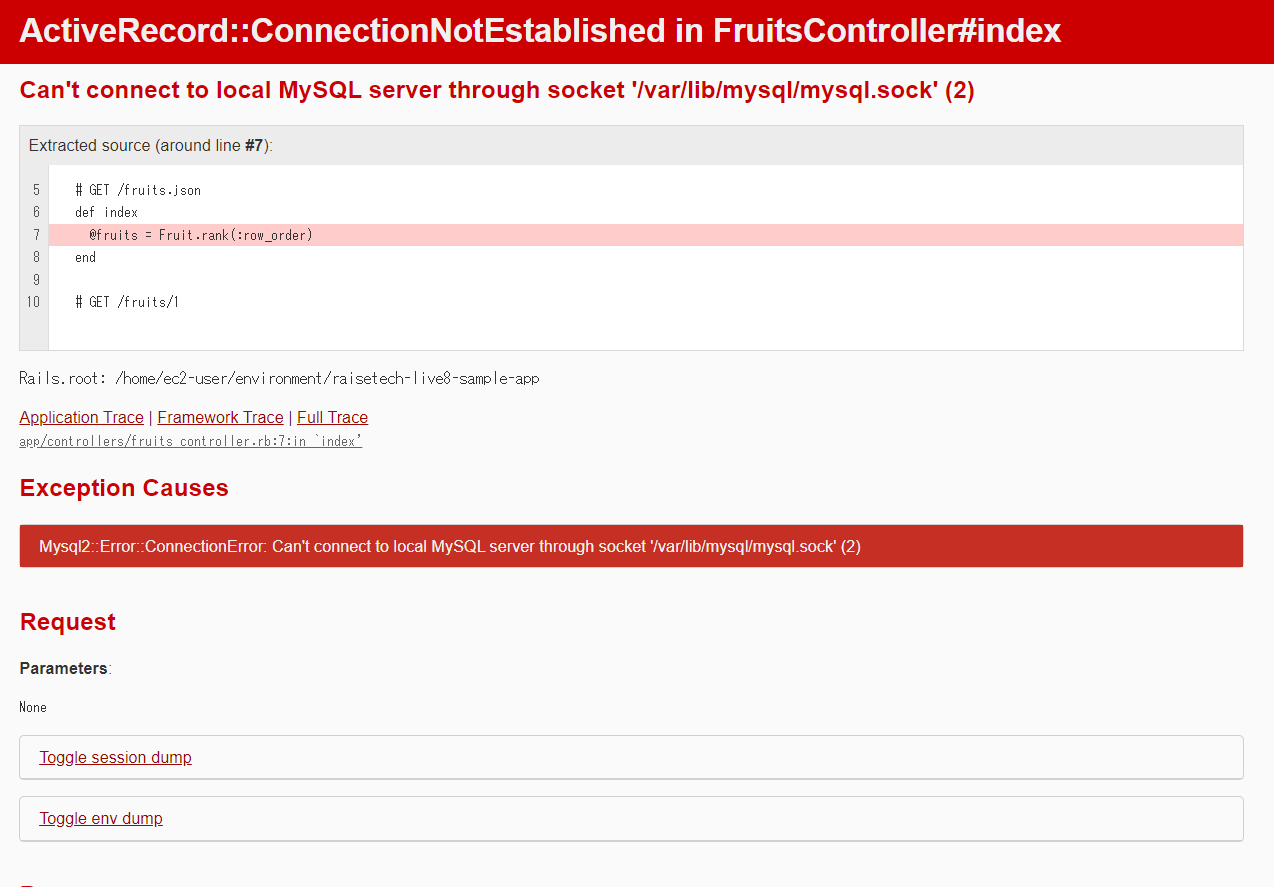 ActiveRecord::ConnectionNotEstablished in FruitsController#index
Can't connect to local MySQL server through socket '/var/lib/mysql/mysql.sock' (2)
Extracted source (around line #7):
5 # GET /fruits.json
6 def index
7 @fruits = Fruit.rank(:row_order)
8 end
9
10 # GET /fruits/1
Rails.root: /home/ec2-user/environment/raisetech-live8-sample-app
Application Trace | Framework Trace | Full Trace
app/controllers/fruits_controller.rb:7:in `index'
Exception Causes
Mysql2::Error::ConnectionError: Can't connect to local MySQL server through socket '/var/lib/mysql/mysql.sock' (2)
Request
Parameters:
None
Toggle session dump
Toggle env dump